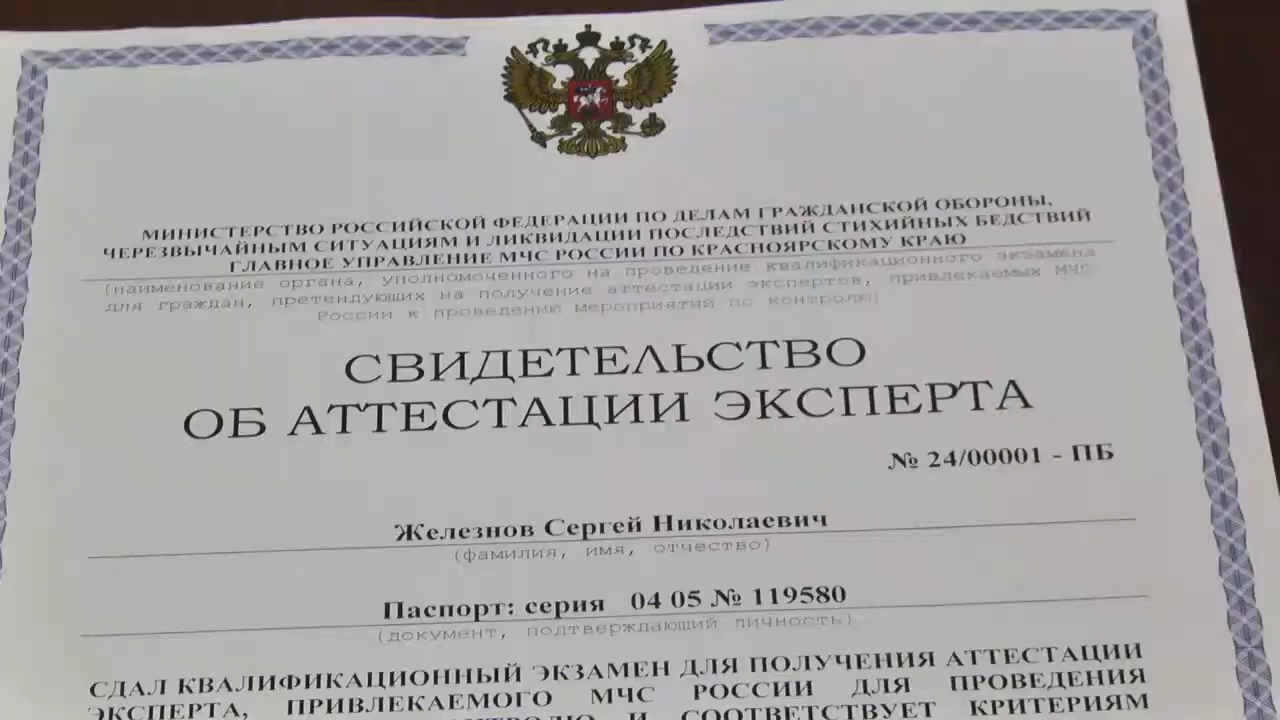 МИНИСТЕРСТВО РОССИЙСКОЙ ФЕДЕРАЦИИ ПО ДЕЛАМ ГРАЖДАНСКОЙ ОБОРОНЫ,
ЧЕРЕЗВЫЧАЙНЫМ СИТУАЦИЯМ И ЛИКВИДАЦИИ ПОСЛЕДСТВИЙ СТИХИЙНЫХ БЕДСТВИЙ
ГЛАВНОЕ УПРАВЛЕНИЕ МЧС РОССИИ ПО КРАСНОЯРСКОМУ КРАЮ
(наименование органа, уполномоченного на проведение квалификационного экзамена
для граждан, претендующих на получение аттестации экспертов, привлекаемых МЧС
России к проведению мероприятий по контролю)
СВИДЕТЕЛЬСТВО
ОБ АТТЕСТАЦИИ ЭКСПЕРТА
№ 24/00001 - ПБ
Железнов Сергей Николаевич
(фамилия, имя, отчество)
Паспорт: серия 04 05 № 119580
(документ, подтверждающий личность)
СДАЛ КВАЛИФИКАЦИОННЫЙ ЭКЗАМЕН ДЛЯ ПОЛУЧЕНИЯ АТТЕСТАЦИИ
ЭКСПЕРТА, ПРИВЛЕКАЕМОГО МЧС РОССИИ ДЛЯ ПРОВЕДЕНИЯ
И СООТВЕТСТВУЕТ КРИТЕРИЯМ